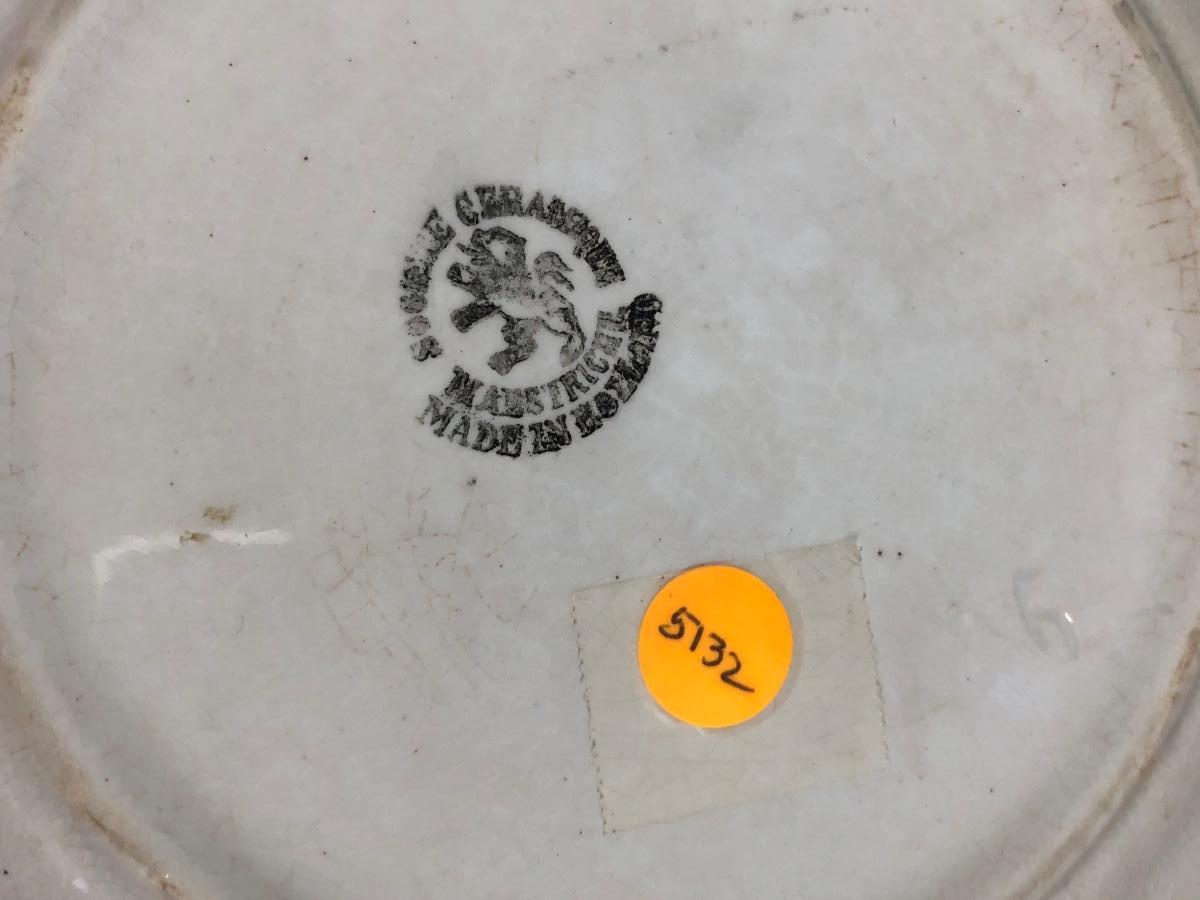 SOCIETE CERAMIQUE
MAESTRICHT
MADE IN HOLLAND
5132